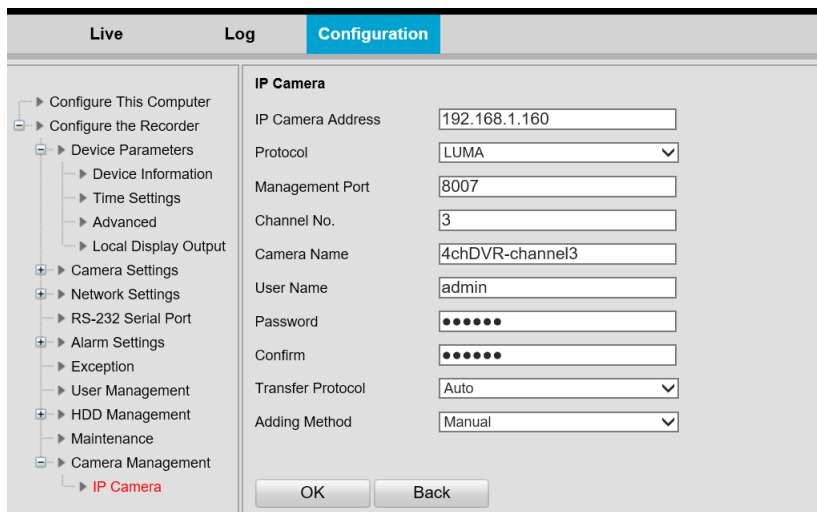 Live Log Configuration
Configure This Computer
Configure the Recorder
Device Parameters
Device Information
Time Settings
Advanced
Local Display Output
Camera Settings
Network Settings
RS-232 Serial Port
Alarm Settings
Exception
User Management
HDD Management
Maintenance
Camera Management
IP Camera
IP Camera
IP Camera Address 192.168.1.160
Protocol LUMA
Management Port 8007
Channel No. 3
Camera Name 4chDVR-channel3
User Name admin
Password ●●●●●●
Confirm ●●●●●●
Transfer Protocol Auto
Adding Method Manual
OK Back